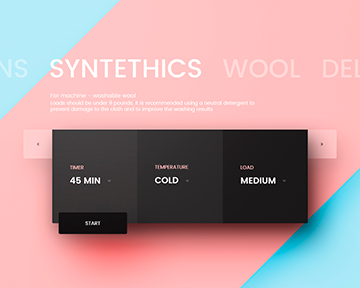 NS SYNTETHICS WOOL DEL
For machine - washable wool
Loads should be under 9 pounds. It is recomended using a neutral detergent to
prevent damage to the cloth and to improve the washing results
TIMER TEMPERATURE LOAD
45 MIN COLD MEDIUM
START